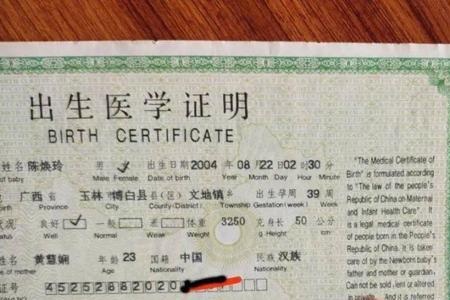 出生医学证明
BIRTH CERTIFICATE
姓名 陈焕玲 男 女 出生日期 2004 年 08 月 22 日 02 时 30 分
of baby Male Female Date of birth Year Month Day Hour Minute
广西 省 玉林 博白县(区) 文地镇乡 出生孕周 39 周
Birth Province City County(District) Township Gestation(week) Week
状况 良好 一般 差 体重 3250 克身长 50 公分
Status Well Normal Weak Weight g Height cm
黄慧娴 年龄 23 国籍 中国 民族 汉族
of mother Age Nationality Nationality
证号 45252882020
"The Medical Certificate of
Birth" is formulated according
to "The law of the people's
Republic of China on Maternal
and Infant Health Care". It
is a legal medical certificate
of people born in the People's
Republic of China. It is taken
care of by the Newborn baby's
father and mother or guardian,
Can not be sold, lent or altered
in